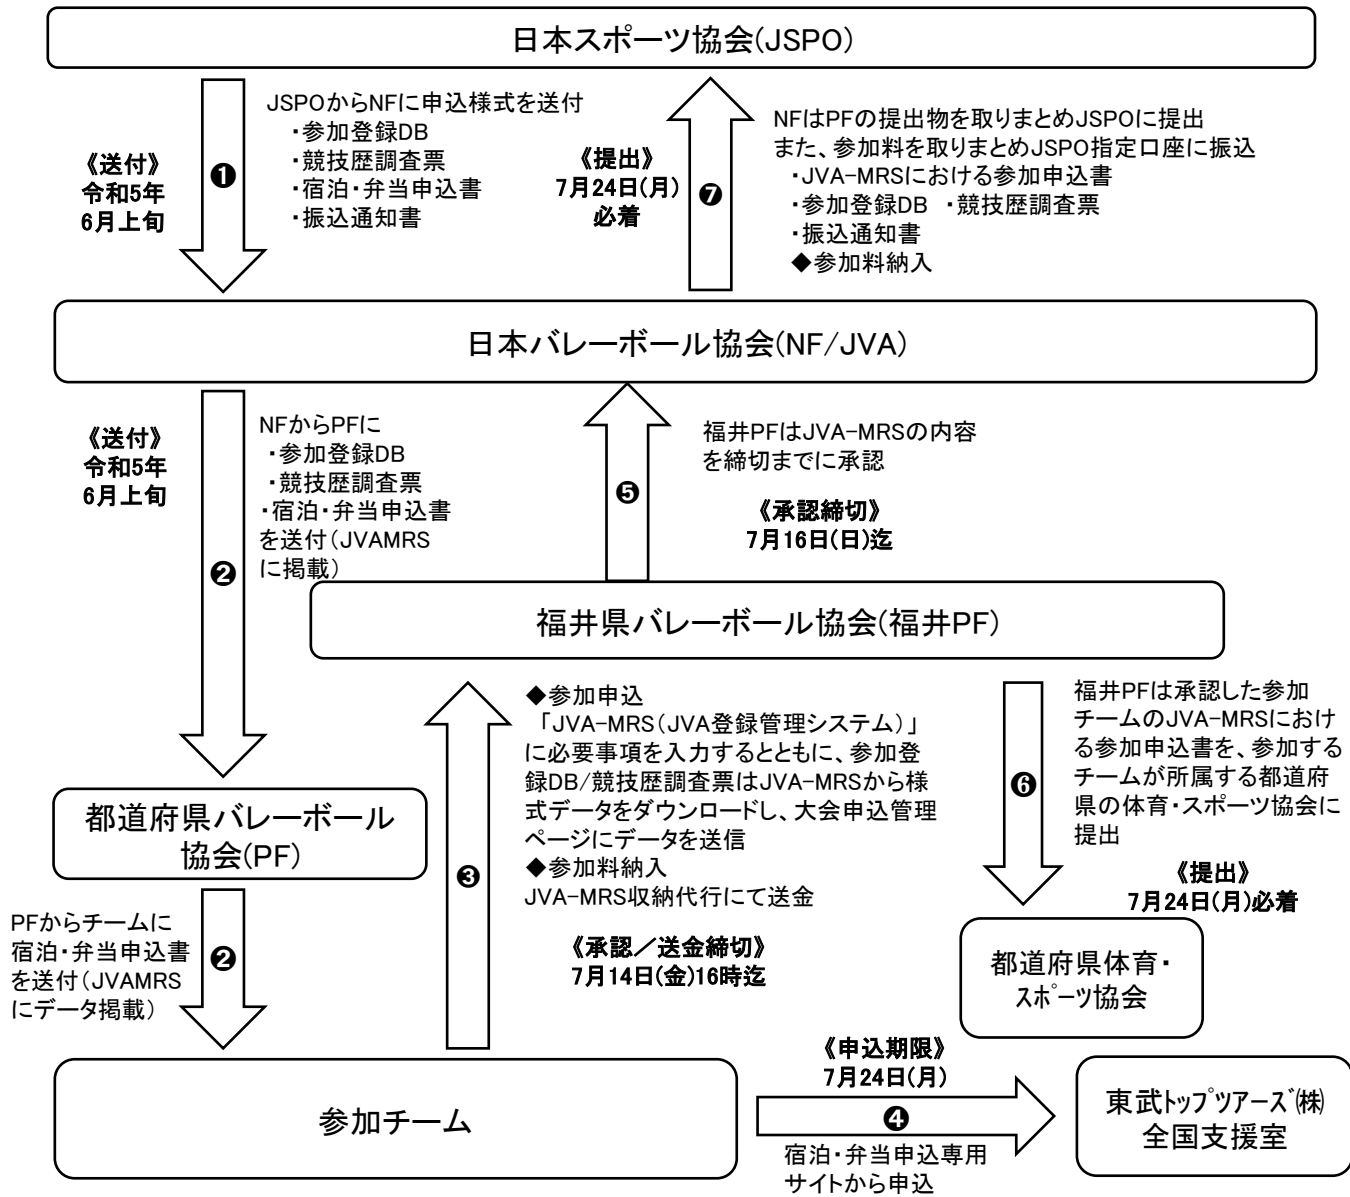 日本スポーツ協会(JSPO)
❶
《送付》
令和5年
6月上旬
JSPOからNFに申込様式を送付
・参加登録DB
・競技歴調査票
・宿泊・弁当申込書
・振込通知書
《提出》
7月24日(月)
必着
❼
NFはPFの提出物を取りまとめJSPOに提出
また、参加料を取りまとめJSPO指定口座に振込
・JVA-MRSにおける参加申込書
・参加登録DB ・競技歴調査票
・振込通知書
◆参加料納入
日本バレーボール協会(NF/JVA)
《送付》
令和5年
6月上旬
❷
NFからPFに
・参加登録DB
・競技歴調査票
・宿泊・弁当申込書
を送付(JVAMRS
に掲載)
❺
福井PFはJVA-MRSの内容
を締切までに承認
《承認締切》
7月16日(日)迄
福井県バレーボール協会(福井PF)
都道府県バレーボール
協会(PF)
❸
◆参加申込
「JVA-MRS(JVA登録管理システム)」
に必要事項を入力するとともに、参加登
録DB/競技歴調査票はJVA-MRSから様
式データをダウンロードし、大会申込管理
ページにデータを送信
◆参加料納入
JVA-MRS収納代行にて送金
《承認/送金締切》
7月14日(金)16時迄
❻
福井PFは承認した参加
チームのJVA-MRSにおけ
る参加申込書を、参加する
チームが所属する都道府
県の体育・スポーツ協会に
提出
《提出》
7月24日(月)必着
PFからチームに
宿泊・弁当申込書
を送付(JVAMRS
にデータ掲載)
❷
都道府県体育・
ｽﾎﾟｰﾂ協会
参加チーム
《申込期限》
7月24日(月)
❹
宿泊・弁当申込専用
サイトから申込
東武ﾄｯﾌﾟﾂｱｰｽﾞ㈱
全国支援室